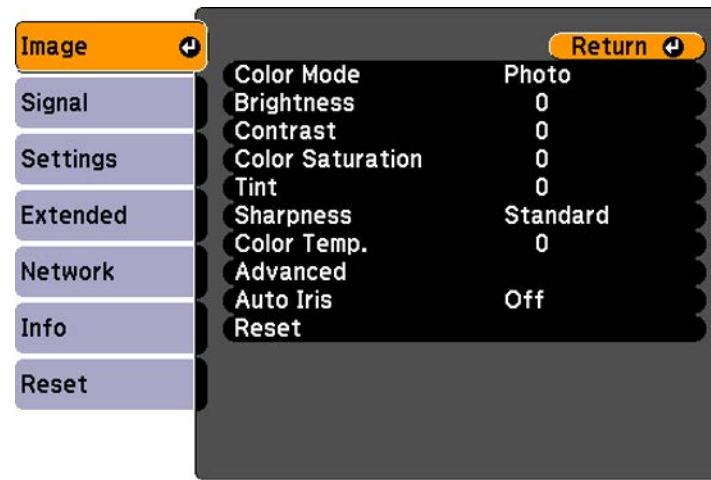 Image
Signal
Settings
Extended
Network
Info
Reset
Return
Color Mode Photo
Brightness 0
Contrast 0
Color Saturation 0
Tint 0
Sharpness Standard
Color Temp. 0
Advanced
Auto Iris Off
Reset